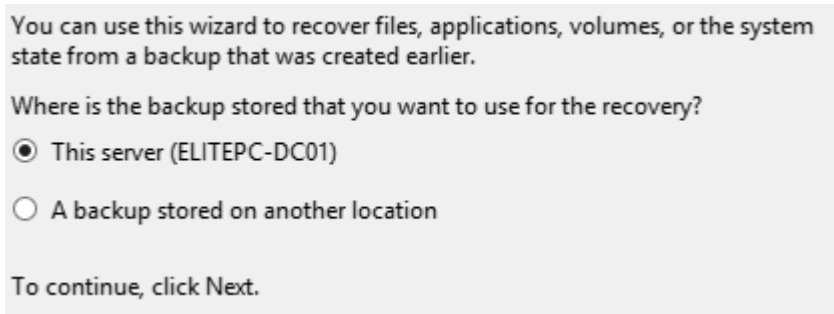 You can use this wizard to recover files, applications, volumes, or the system
state from a backup that was created earlier.
Where is the backup stored that you want to use for the recovery?
This server (ELITEPC-DC01)
A backup stored on another location
To continue, click Next.